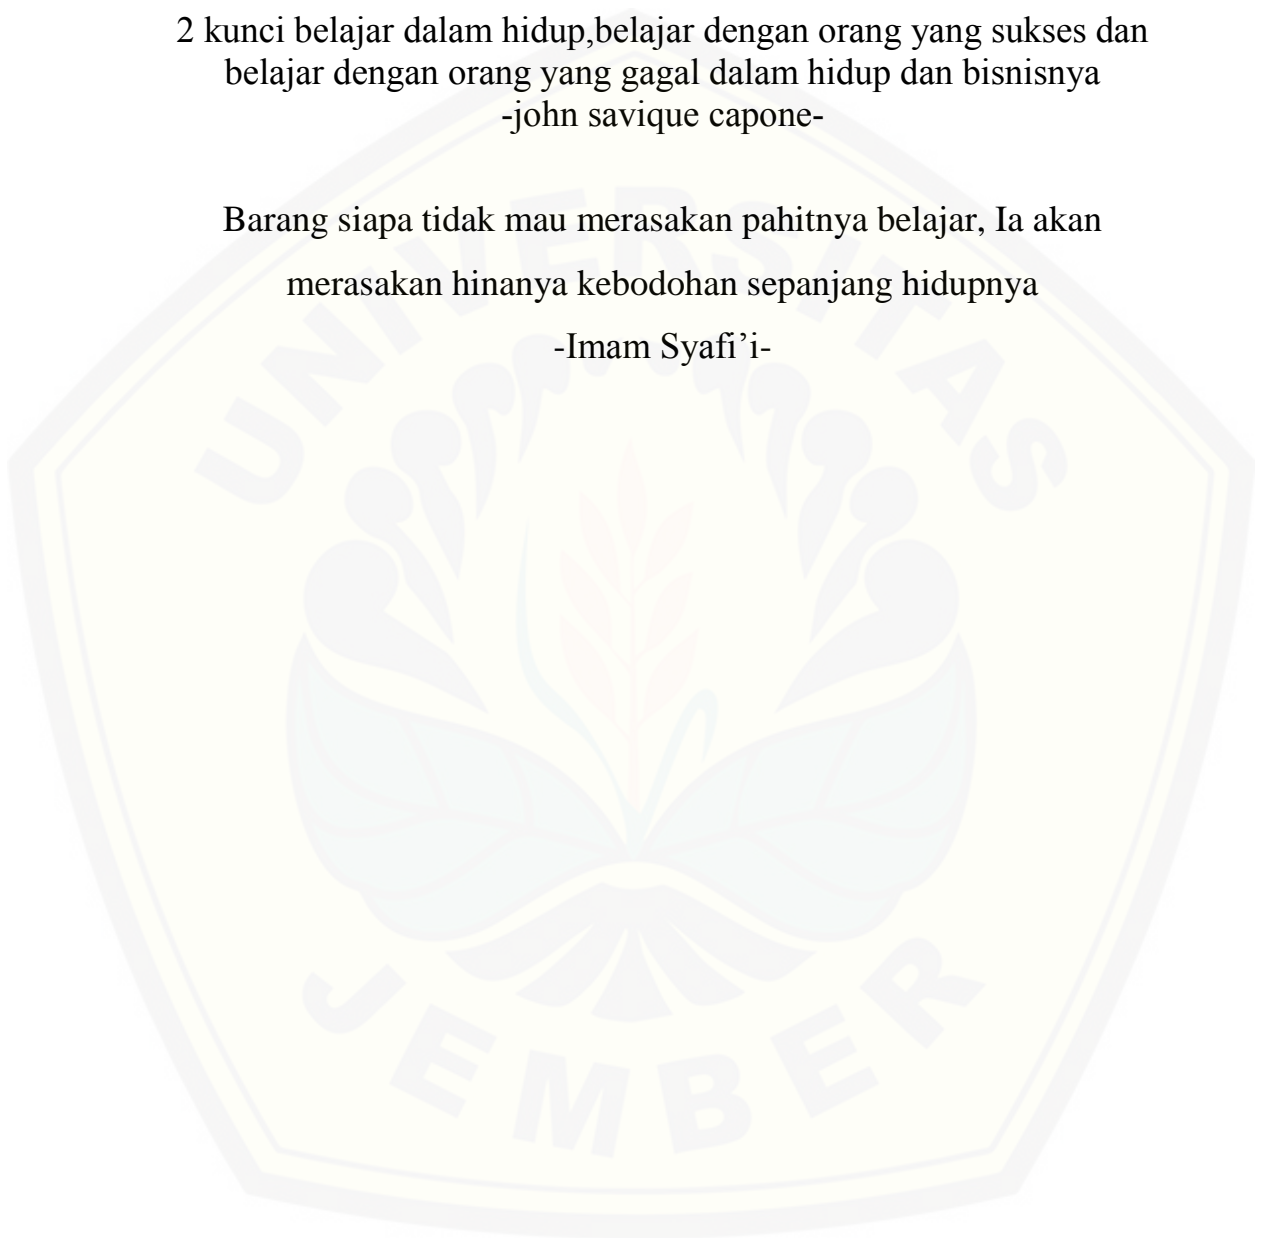 2 kunci belajar dalam hidup,belajar dengan orang yang sukses dan
belajar dengan orang yang gagal dalam hidup dan bisnisnya
-john savique capone-
Barang siapa tidak mau merasakan pahitnya belajar, Ia akan
merasakan hinanya kebodohan sepanjang hidupnya
-Imam Syafi’i-
UNIVERSITAS
JEMBER